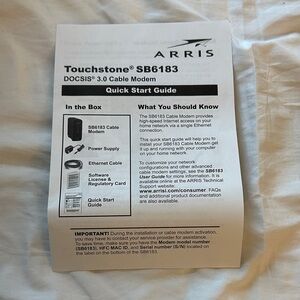 ARRIS
Touchstone® SB6183
DOCSIS® 3.0 Cable Modem
Quick Start Guide
In the Box
SB6183 Cable
Modem
Power Supply
Ethernet Cable
Software
License &
Regulatory Card
Quick Start
Guide
What You Should Know
The SB6183 Cable Modem provides
high-speed Internet access on your
home network via a single Ethernet
connection.
This quick start guide will help you to
install your SB6183 Cable Modem get
it up and running with your computer
on your home network.
To customize your network
configurations and other advanced
cable modem settings, see the SB6183
User Guide for more information. It is
available online at the ARRIS Technical
Support website:
www.arris.com/consumer. FAQs
and additional product documentation
are also available.
IMPORTANT! During the installation or cable modem activation,
you may have to contact your service provider for assistance.
To save time, make sure you have the Modem model number
(SB6183), HFC MAC ID, and Serial Number (S/N) located on
the label on the bottom of the SB6183.